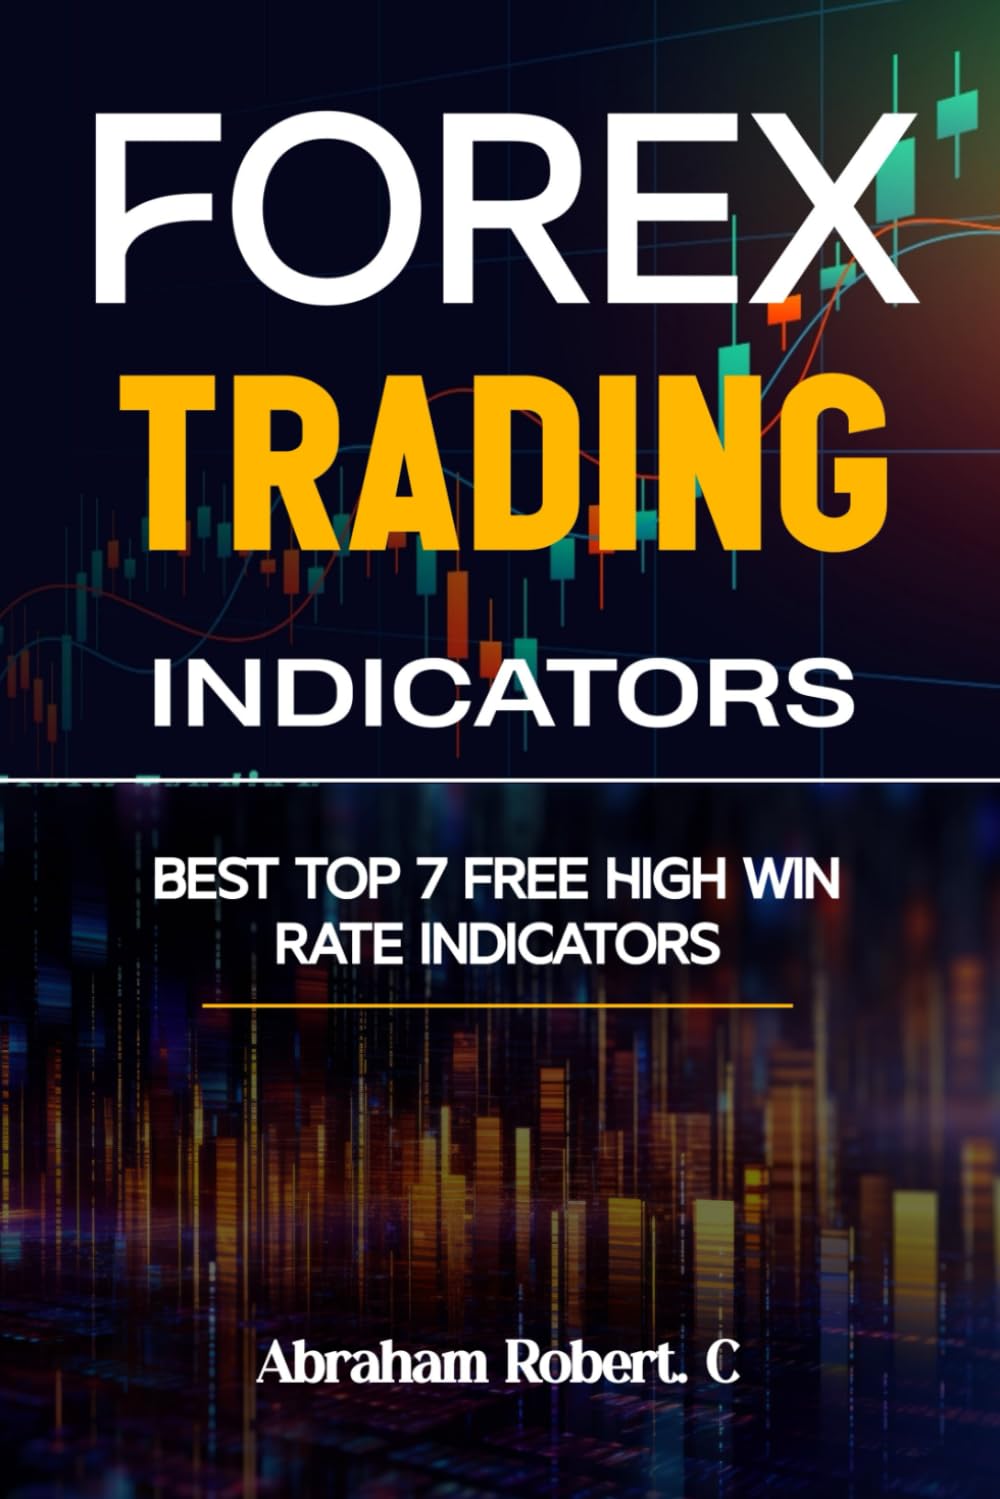 FOREX
TRADING
INDICATORS
BEST TOP 7 FREE HIGH WIN
RATE INDICATORS
Abraham Robert. C